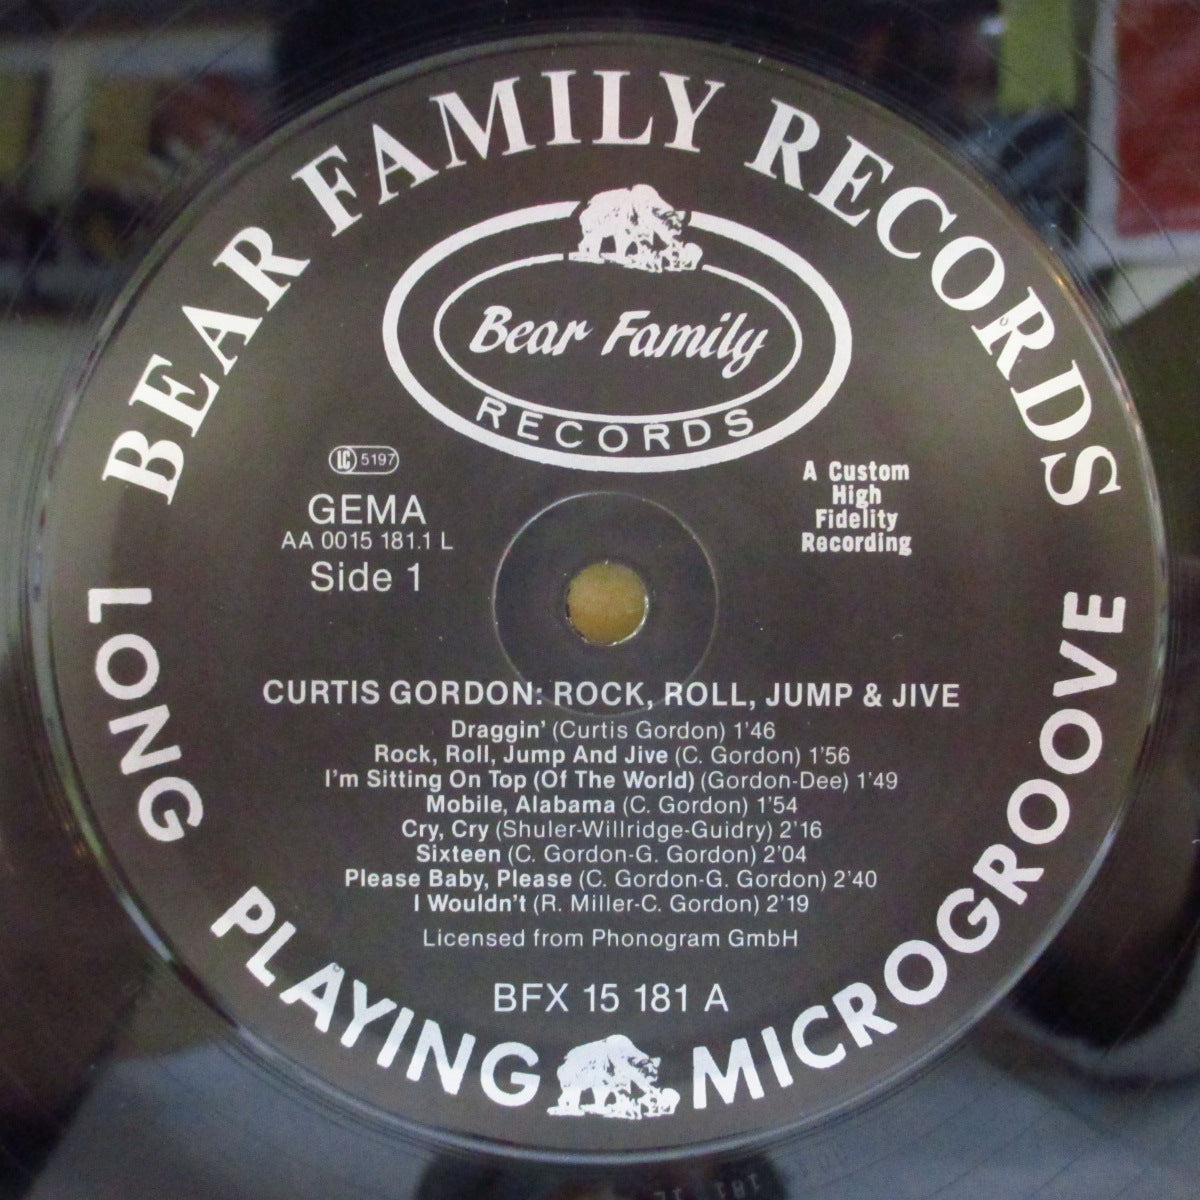 BEAR FAMILY RECORDS
Bear Family
RECORDS
LC 5197
GEMA
AA 0015 181.1 L
Side 1
A Custom
High
Fidelity
Recording
CURTIS GORDON: ROCK, ROLL, JUMP & JIVE
Draggin' (Curtis Gordon) 1'46
Rock, Roll, Jump And Jive (C. Gordon) 1'56
I'm Sitting On Top (Of The World) (Gordon-Dee) 1'49
Mobile, Alabama (C. Gordon) 1'54
Cry, Cry (Shuler-Willridge-Guidry) 2'16
Sixteen (C. Gordon-G. Gordon) 2'04
Please Baby, Please (C. Gordon-G. Gordon) 2'40
I Wouldn't (R. Miller-C. Gordon) 2'19
Licensed from Phonogram GmbH
BFX 15 181 A
LONG PLAYING MICROGROOVE